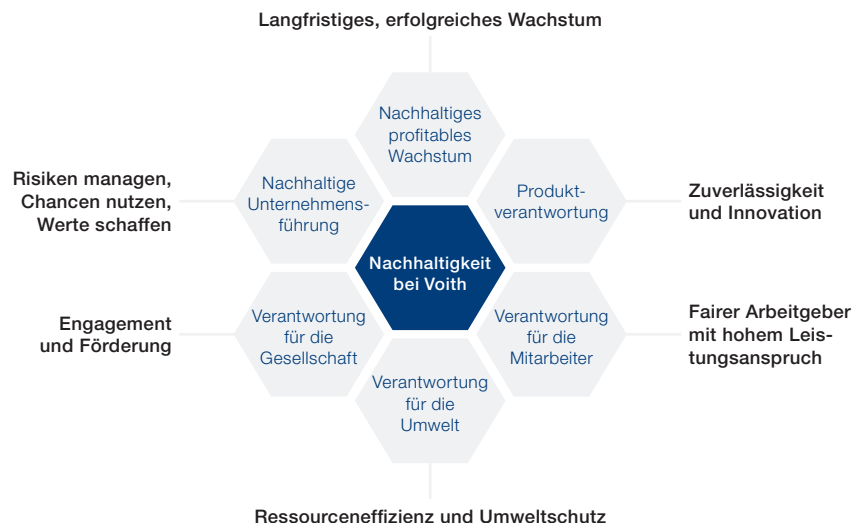 Langfristiges, erfolgreiches Wachstum
Nachhaltiges
profitables
Wachstum
Risiken managen,
Chancen nutzen,
Werte schaffen
Nachhaltige
Unternehmens-
führung
Produkt-
verantwortung
Zuverlässigkeit
und Innovation
Nachhaltigkeit
bei Voith
Engagement
und Förderung
Verantwortung
für die
Gesellschaft
Verantwortung
für die
Mitarbeiter
Fairer Arbeitgeber
mit hohem Leis-
tungsanspruch
Verantwortung
für die
Umwelt
Ressourceneffizienz und Umweltschutz